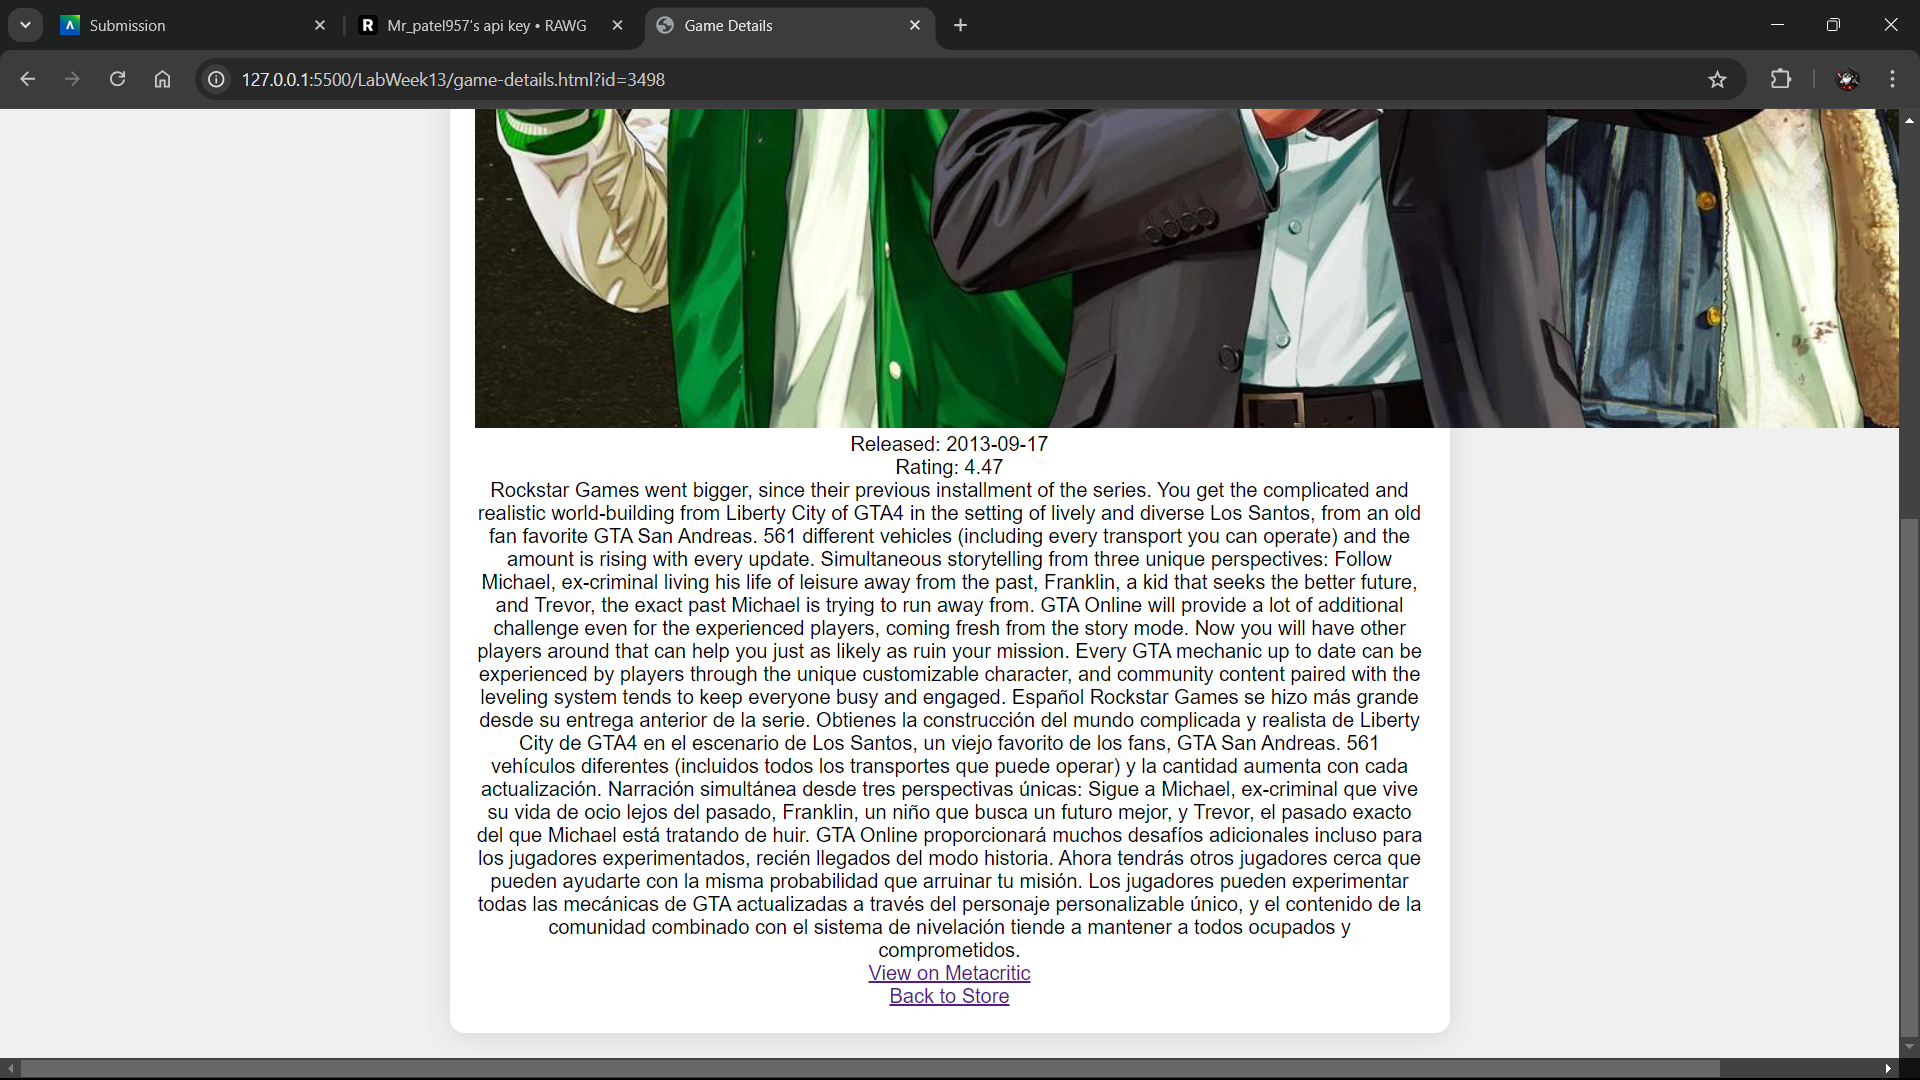 Submission
R Mr_patel957's api key • RAWG
Game Details
127.0.0.1:5500/LabWeek13/game-details.html?id=3498
Released: 2013-09-17
Rating: 4.47
Rockstar Games went bigger, since their previous installment of the series. You get the complicated and
realistic world-building from Liberty City of GTA4 in the setting of lively and diverse Los Santos, from an old
fan favorite GTA San Andreas. 561 different vehicles (including every transport you can operate) and the
amount is rising with every update. Simultaneous storytelling from three unique perspectives: Follow
Michael, ex-criminal living his life of leisure away from the past, Franklin, a kid that seeks the better future,
and Trevor, the exact past Michael is trying to run away from. GTA Online will provide a lot of additional
challenge even for the experienced players, coming fresh from the story mode. Now you will have other
players around that can help you just as likely as ruin your mission. Every GTA mechanic up to date can be
experienced by players through the unique customizable character, and community content paired with the
leveling system tends to keep everyone busy and engaged. Español Rockstar Games se hizo más grande
desde su entrega anterior de la serie. Obtienes la construcción del mundo complicada y realista de Liberty
City de GTA4 en el escenario de Los Santos, un viejo favorito de los fans, GTA San Andreas. 561
vehículos diferentes (incluidos todos los transportes que puede operar) y la cantidad aumenta con cada
actualización. Narración simultánea desde tres perspectivas únicas: Sigue a Michael, ex-criminal que vive
su vida de ocio lejos del pasado, Franklin, un niño que busca un futuro mejor, y Trevor, el pasado exacto
del que Michael está tratando de huir. GTA Online proporcionará muchos desafíos adicionales incluso para
los jugadores experimentados, recién llegados del modo historia. Ahora tendrás otros jugadores cerca que
pueden ayudarte con la misma probabilidad que arruinar tu misión. Los jugadores pueden experimentar
todas las mecánicas de GTA actualizadas a través del personaje personalizable único, y el contenido de la
comunidad combinado con el sistema de nivelación tiende a mantener a todos ocupados y
comprometidos.
View on Metacritic
Back to Store